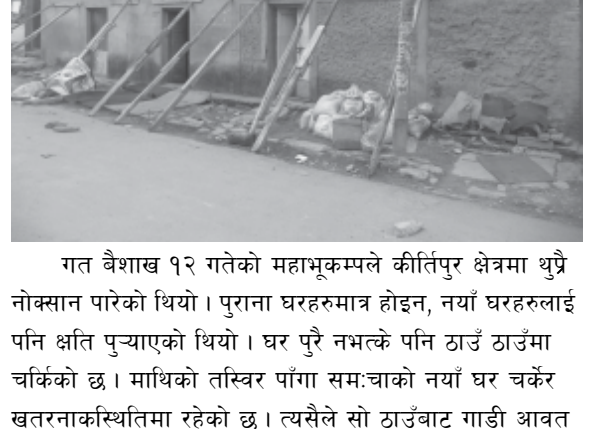 गत बैशाख १२ गतेको महाभूकम्पले कीर्तिपुर क्षेत्रमा थुप्रै
नोक्सान पारेको थियो । पुराना घरहरुमात्र होइन, नयाँ घरहरुलाई
पनि क्षति पुर्‍याएको थियो । घर पुरै नभत्के पनि ठाउँ ठाउँमा
चर्किको छ । माथिको तस्विर पाँगा सम:चाको नयाँ घर चर्केर
खतरनाकस्थितिमा रहेको छ । त्यसैले सो ठाउँबाट गाडी आवत